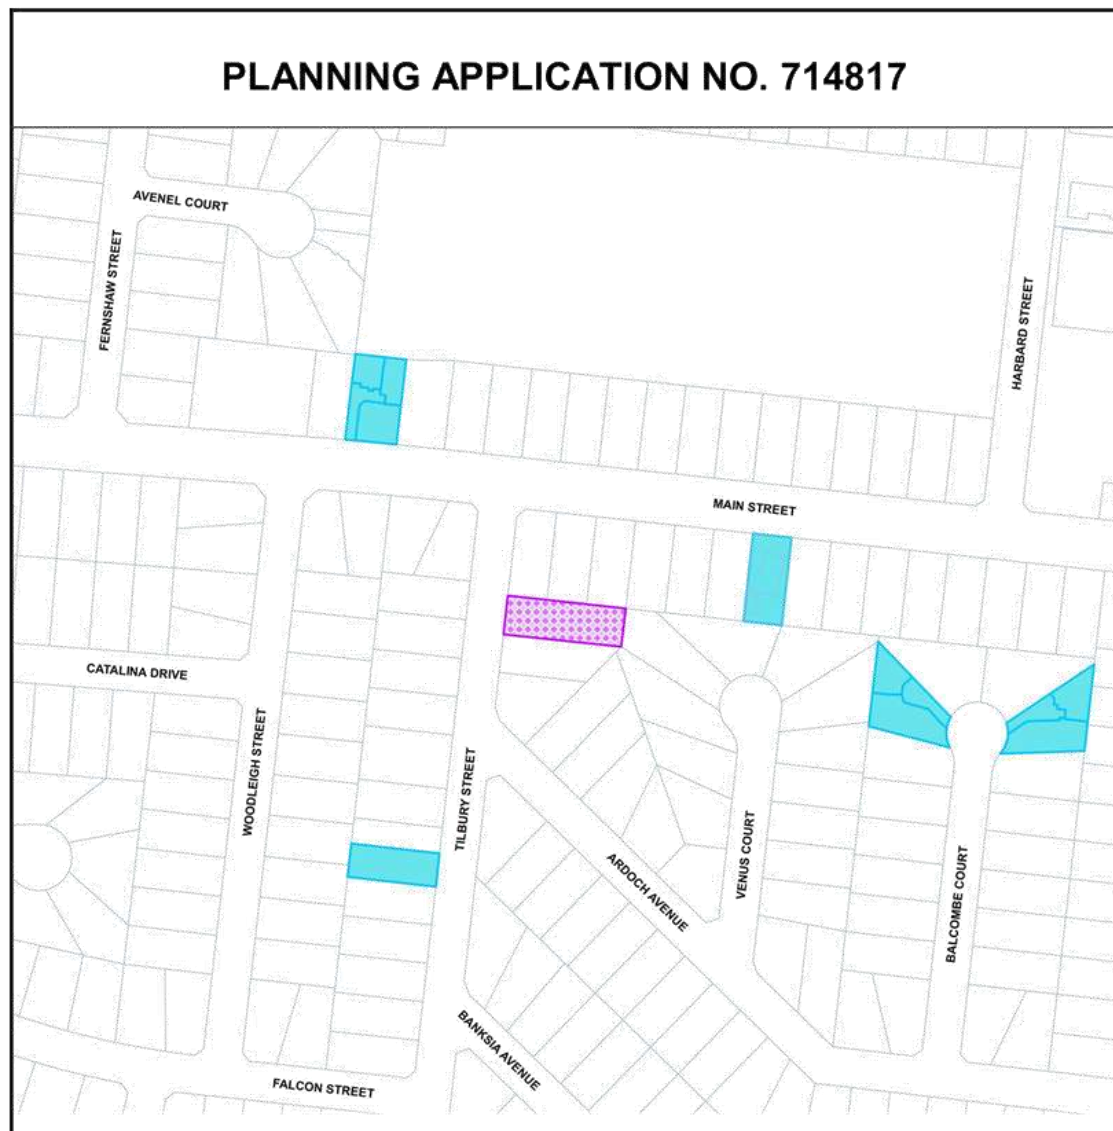 PLANNING APPLICATION NO. 714817
AVENEL COURT
FERNSHAW STREET
HARBARD STREET
MAIN STREET
CATALINA DRIVE
WOODLEIGH STREET
TILBURY STREET
ARDOCH AVENUE
VENUS COURT
BALCOMBE COURT
BANKSIA AVENUE
FALCON STREET